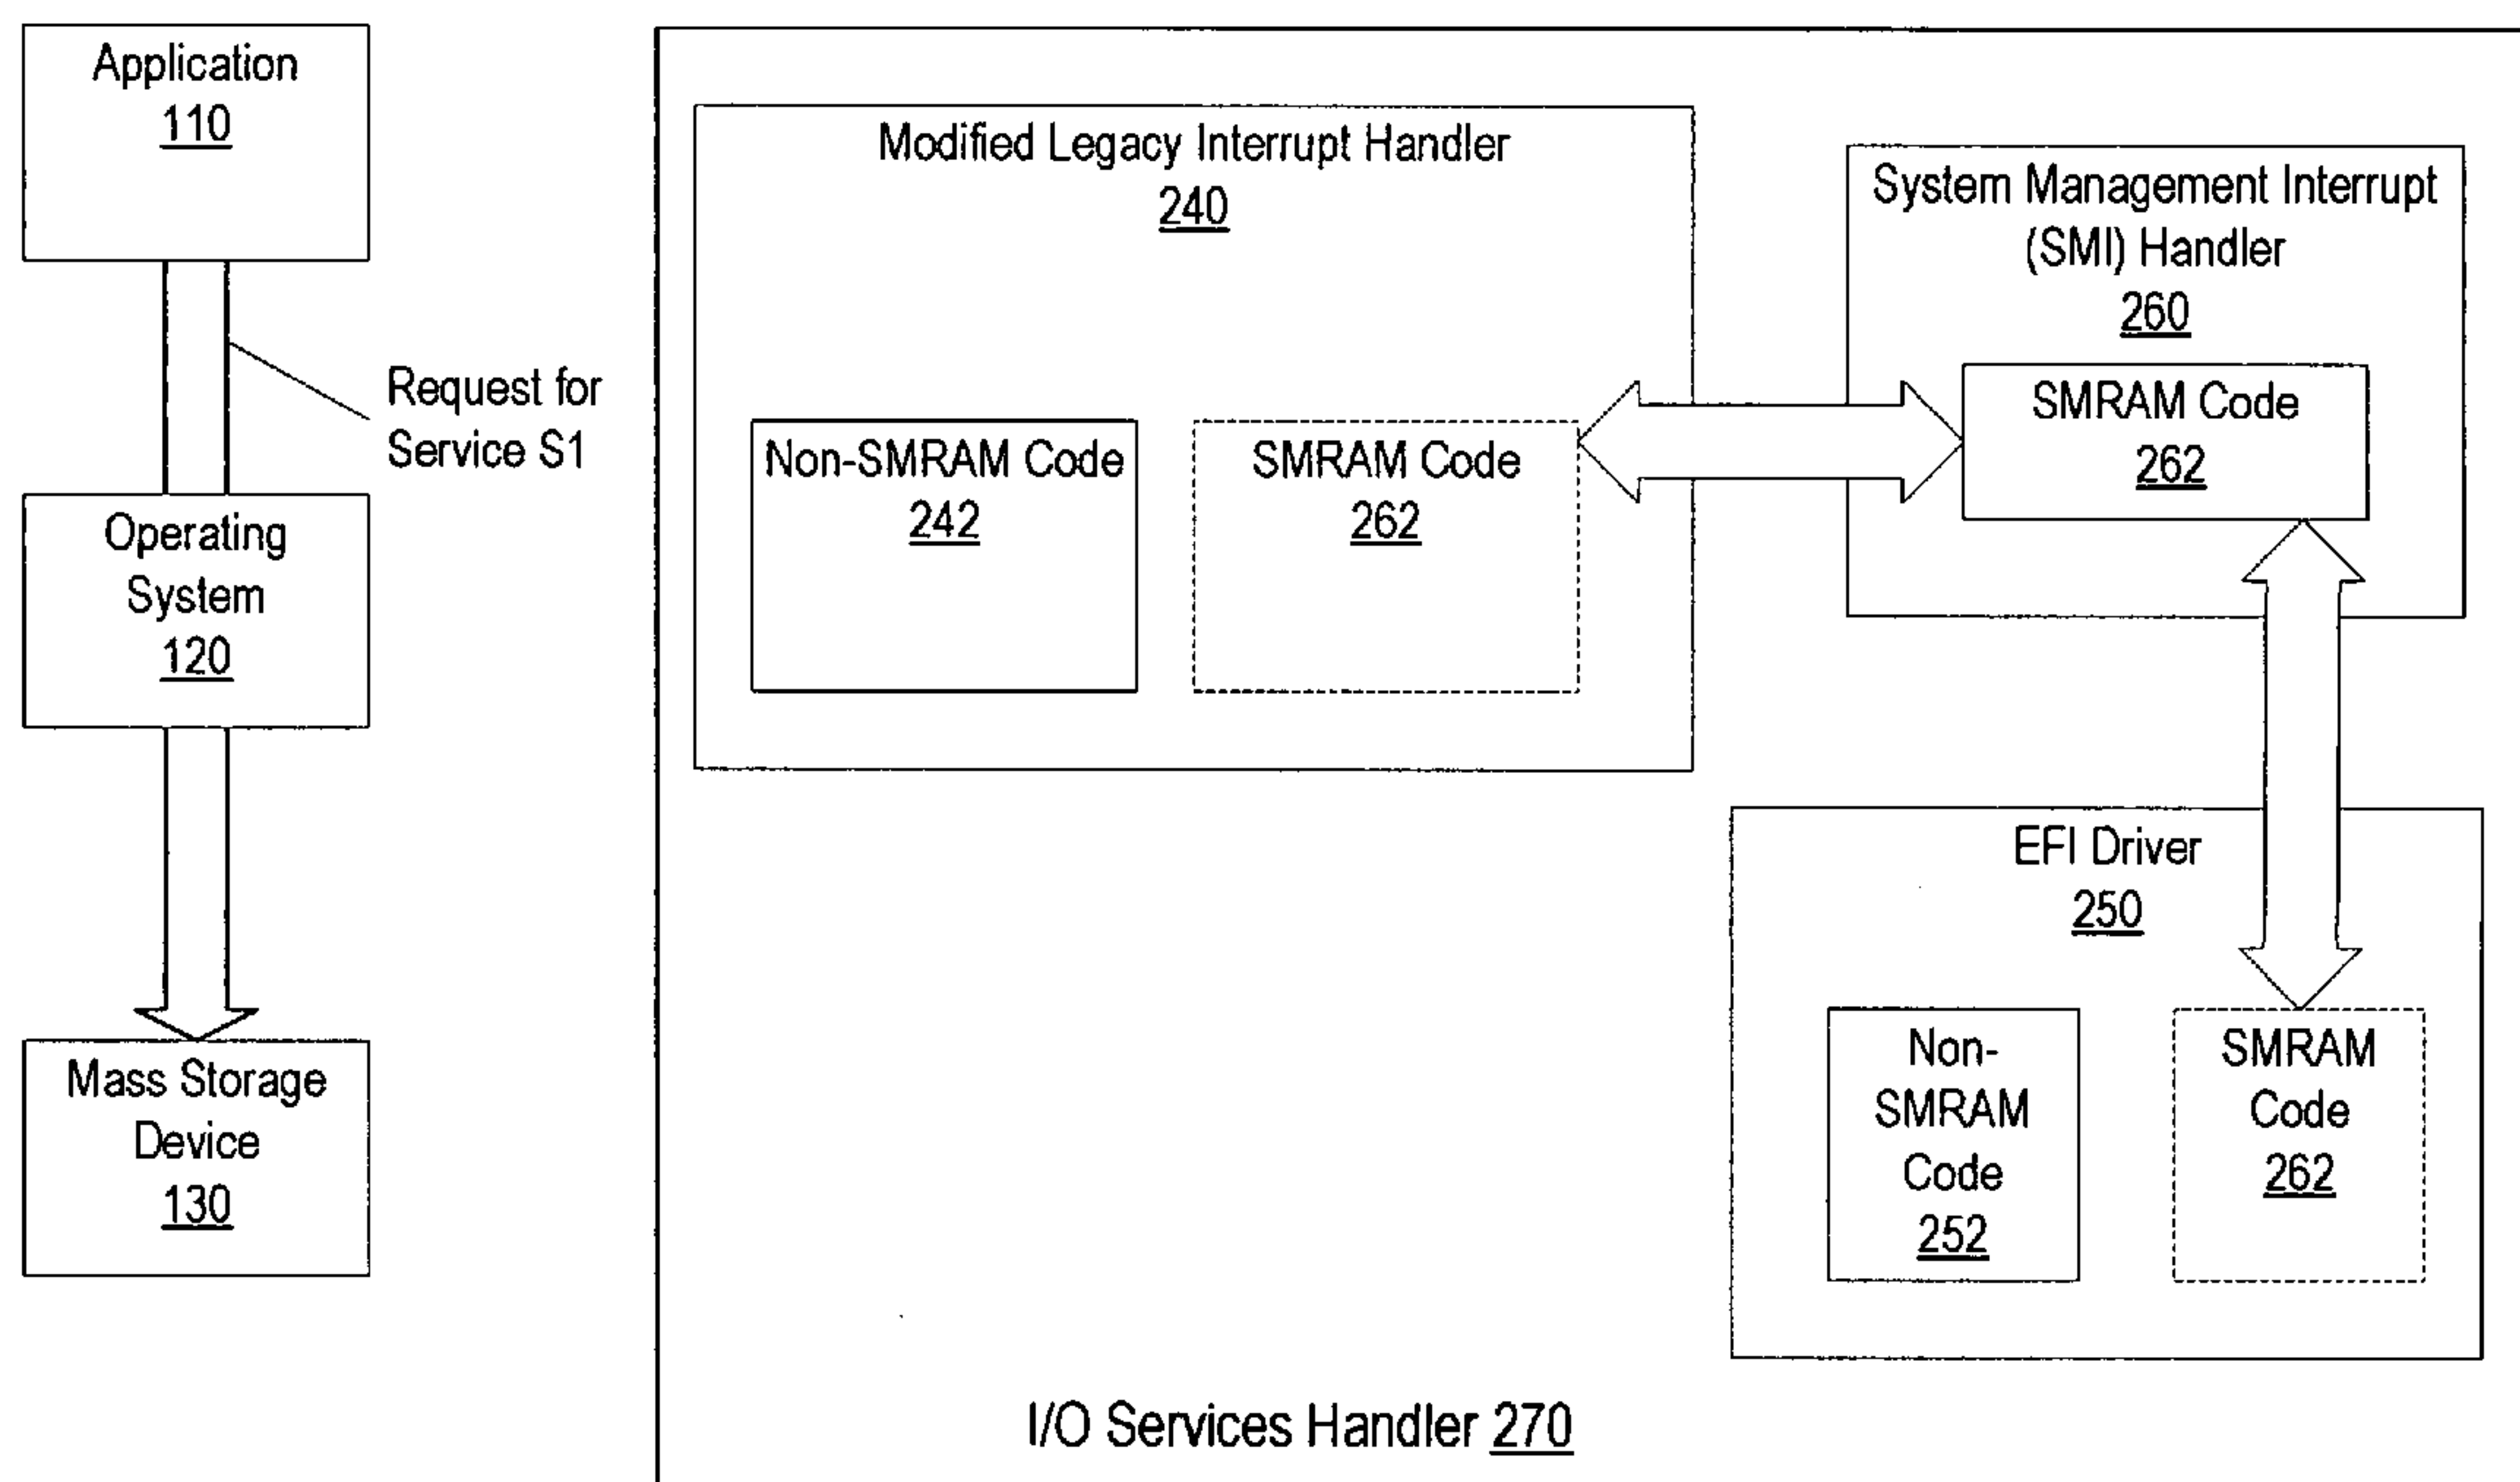 Application
110
Request for
Service S1
Operating
System
120
Mass Storage
Device
130
Modified Legacy Interrupt Handler
240
Non-SMRAM Code
242
SMRAM Code
262
System Management Interrupt
(SMI) Handler
260
SMRAM Code
262
EFI Driver
250
Non-
SMRAM
Code
252
SMRAM
Code
262
I/O Services Handler 270